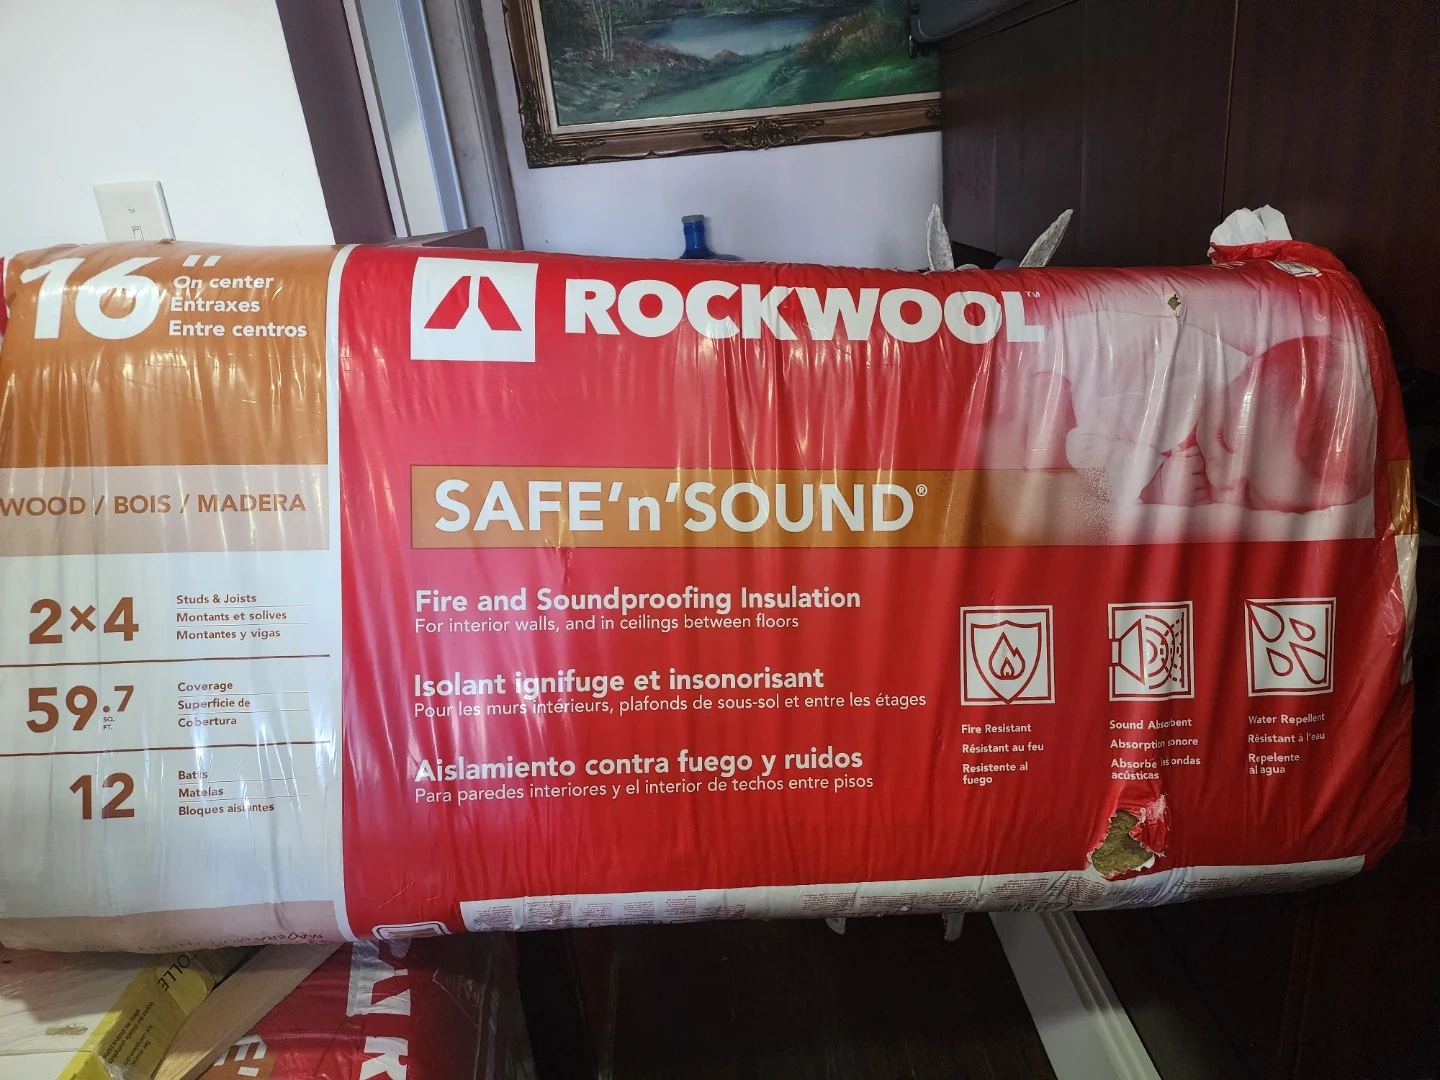 16"
On center
Entraxes
Entre centros
WOOD / BOIS / MADERA
2×4
Studs & Joists
Montants et solives
Montantes y vigas
59.7
SQ. FT.
Coverage
Superficie de
Cobertura
12
Batts
Matelas
Bloques aislantes
ROCKWOOL™
SAFE'n'SOUND®
Fire and Soundproofing Insulation
For interior walls, and in ceilings between floors
Isolant ignifuge et insonorisant
Pour les murs intérieurs, plafonds de sous-sol et entre les étages
Aislamiento contra fuego y ruidos
Para paredes interiores y el interior de techos entre pisos
Fire Resistant
Résistant au feu
Resistente al
fuego
Sound Absorbent
Absorption sonore
Absorbe las ondas
acústicas
Water Repellent
Résistant à l'eau
Repelente
al agua